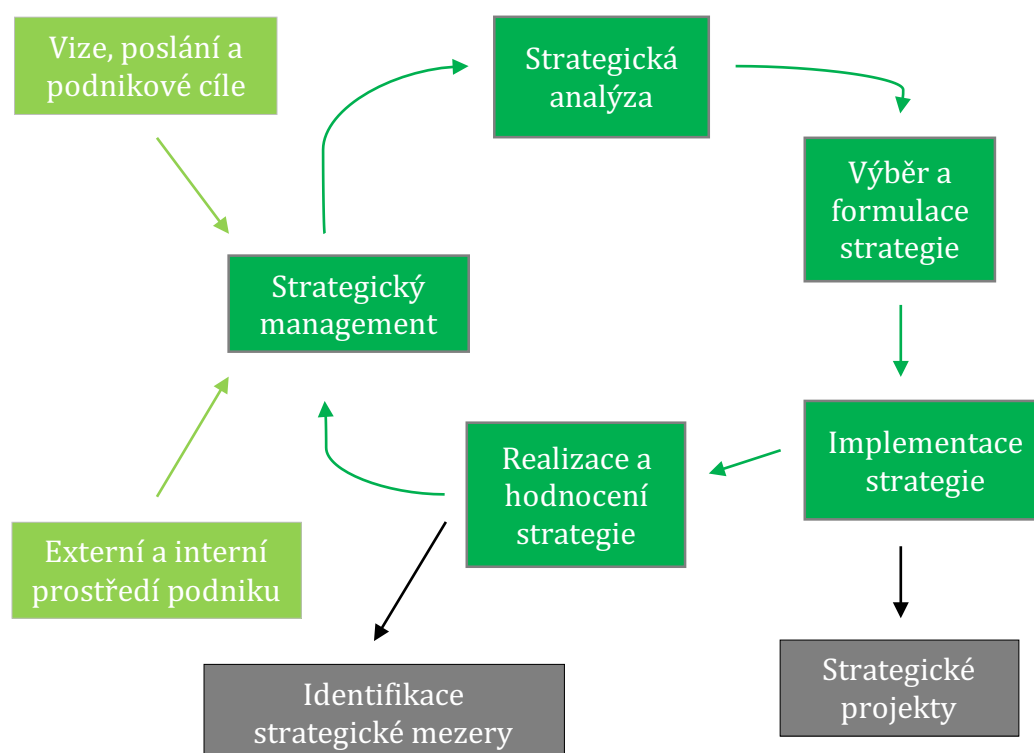 Vize, poslání a
podnikové cíle
Strategická
analýza
Výběr a
formulace
strategie
Strategický
management
Implementace
strategie
Realizace a
hodnocení
strategie
Externí a interní
prostředí podniku
Strategické
projekty
Identifikace
strategické mezery